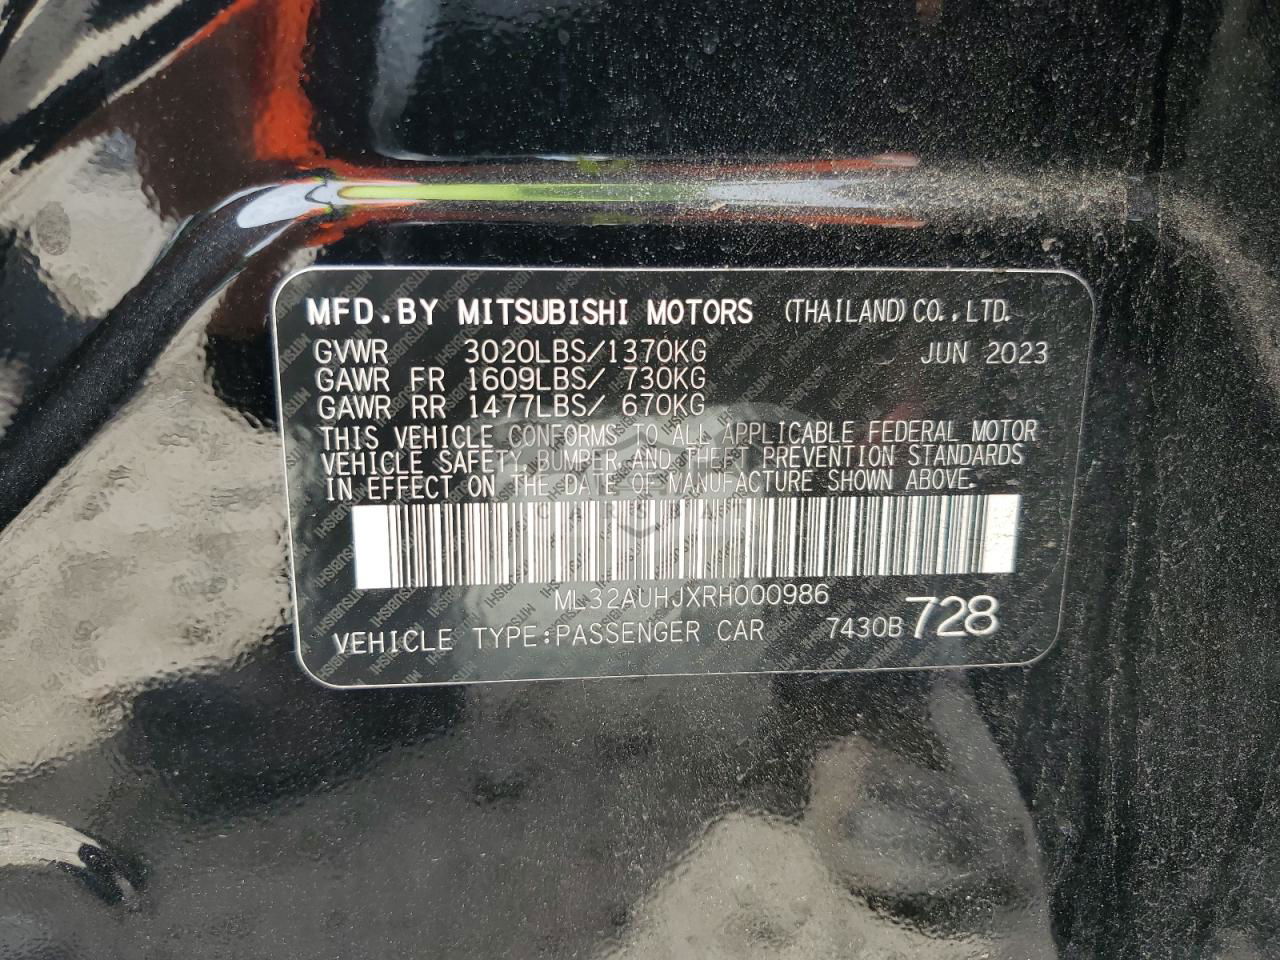 MFD.BY MITSUBISHI MOTORS (THAILAND) CO.,LTD.
GVWR 3020LBS/1370KG JUN 2023
GAWR FR 1609LBS/ 730KG
GAWR RR 1477LBS/ 670KG
THIS VEHICLE CONFORMS TO ALL APPLICABLE FEDERAL MOTOR
VEHICLE SAFETY, BUMPER, AND THEFT PREVENTION STANDARDS
IN EFFECT ON THE DATE OF MANUFACTURE SHOWN ABOVE.
ML32AUHJXRH000986
VEHICLE TYPE:PASSENGER CAR 7430B 728